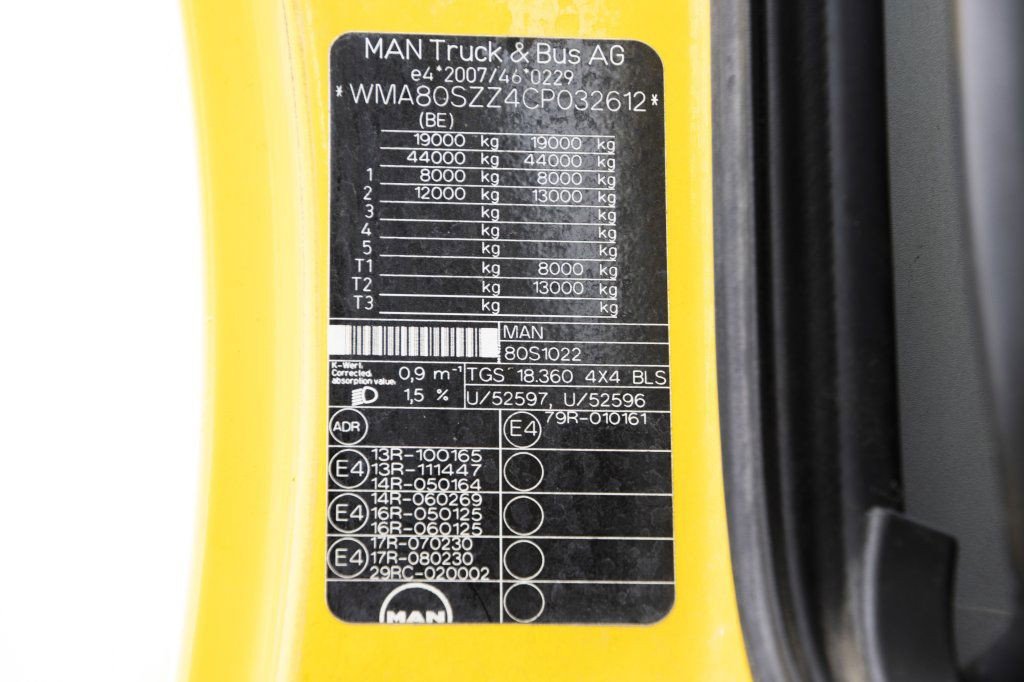 MAN Truck & Bus AG
e4*2007/46*0229
*WMA80SZZ4CP032612*
(BE)
19000 kg 19000 kg
44000 kg 44000 kg
1 8000 kg 8000 kg
2 12000 kg 13000 kg
3 kg kg
4 kg kg
5 kg kg
T1 kg 8000 kg
T2 kg 13000 kg
T3 kg kg
MAN
80S1022
K-Wert
Corrected
absorption value
0,9 m⁻¹
TGS 18.360 4X4 BLS
1,5 %
U/52597, U/52596
ADR
E4 79R-010161
E4
13R-100165
13R-111447
14R-050164
E4
14R-060269
16R-050125
16R-060125
E4
17R-070230
17R-080230
29RC-020002
MAN